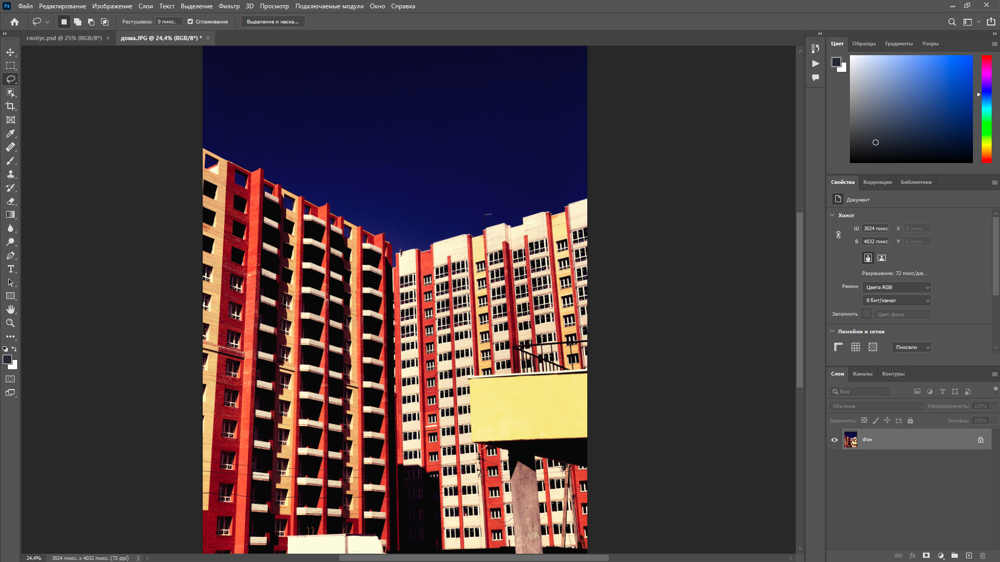 Ps Файл Редактирование Изображение Слои Текст Выделение Фильтр 3D Просмотр Подключаемые модули Окно Справка
Растушевка: 0 пикс. Сглаживание Выделение и маска...
глобус.psd @ 25% (RGB/8*) × дома.JPG @ 24,4% (RGB/8*) * ×
Цвет Образцы Градиенты Узоры
Свойства Коррекция Библиотеки
Документ
Холст
Ш 3024 пикс X 0 пикс.
В 4032 пикс Y 0 пикс.
Разрешение: 72 пикс/дю...
Режим Цвета RGB
8 бит/канал
Заполнить Цвет фона
Линейки и сетки
Пиксели
Слои Каналы Контуры
Вид
Обычные Непрозрачность: 100%
Закрепить: Заливка: 100%
Фон
24,4% 3024 пикс. x 4032 пикс. (72 ppi)